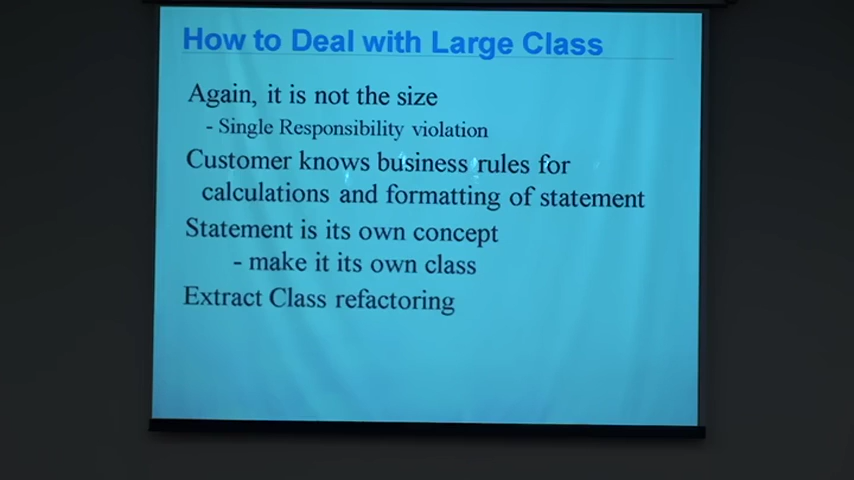 How to Deal with Large Class
Again, it is not the size
- Single Responsibility violation
Customer knows business rules for
calculations and formatting of statement
Statement is its own concept
- make it its own class
Extract Class refactoring